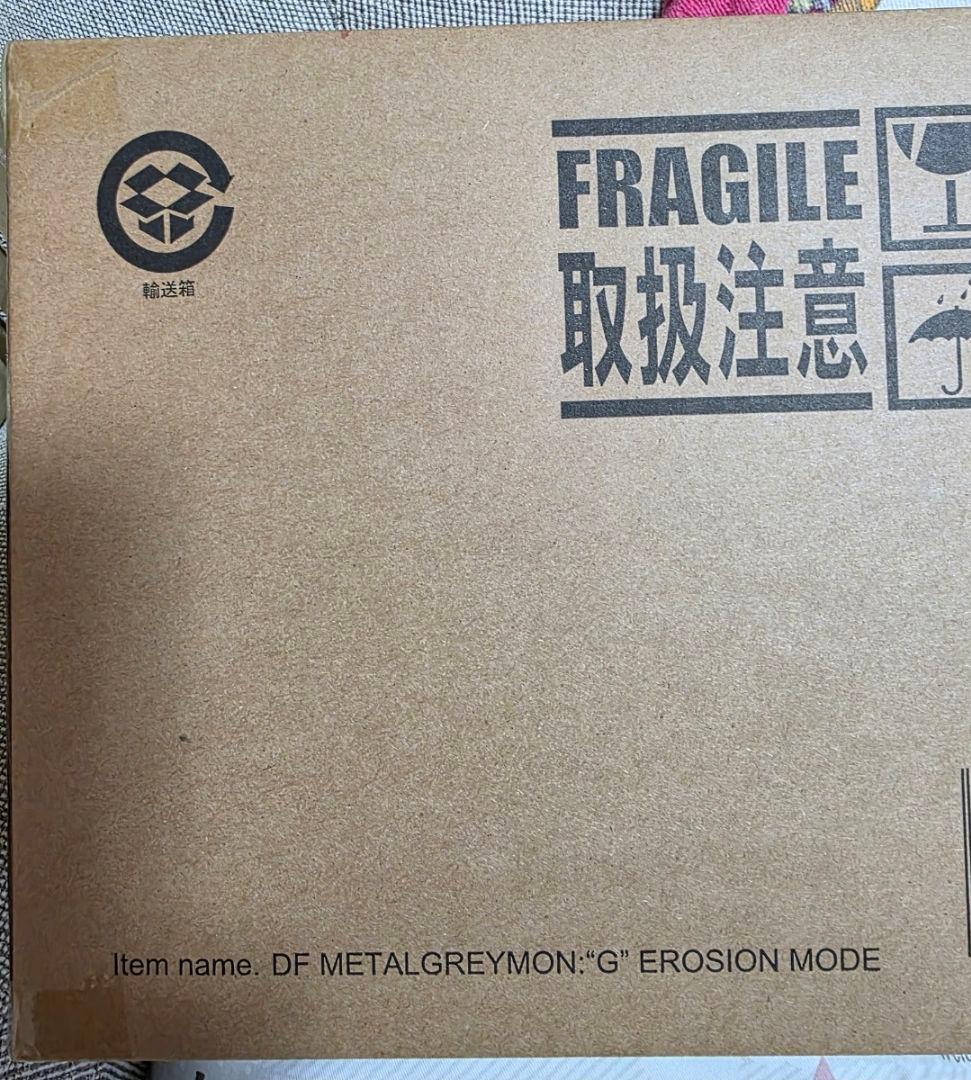 FRAGILE
取扱注意
輸送箱
Item name. DF METALGREYMON:“G” EROSION MODE